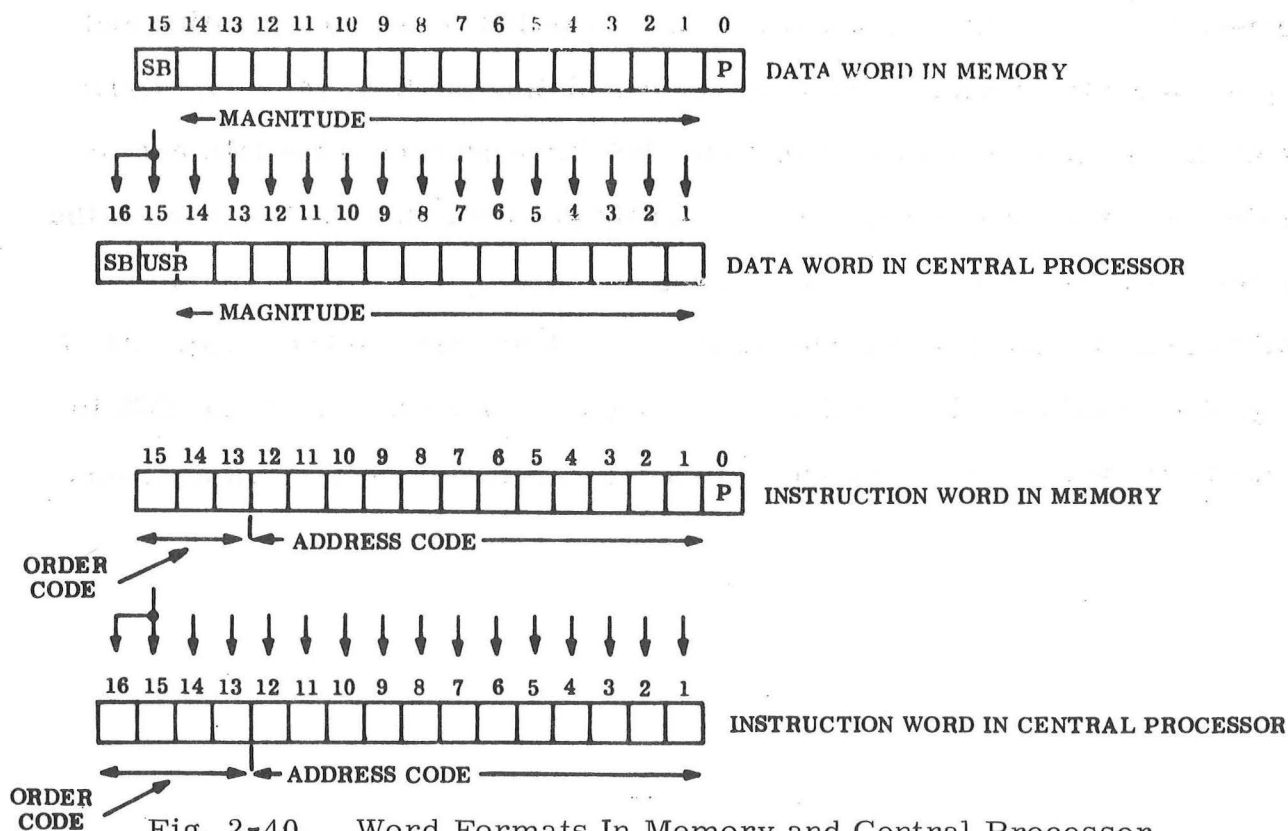 15 14 13 12 11 10 9 8 7 6 5 4 3 2 1 0
SB P DATA WORD IN MEMORY
MAGNITUDE
16 15 14 13 12 11 10 9 8 7 6 5 4 3 2 1
SB USB DATA WORD IN CENTRAL PROCESSOR
MAGNITUDE
15 14 13 12 11 10 9 8 7 6 5 4 3 2 1 0
P INSTRUCTION WORD IN MEMORY
ADDRESS CODE
ORDER
CODE
16 15 14 13 12 11 10 9 8 7 6 5 4 3 2 1
INSTRUCTION WORD IN CENTRAL PROCESSOR
ADDRESS CODE
ORDER
CODE
Fig. 2-40 Word Formats In Memory and Central Processor